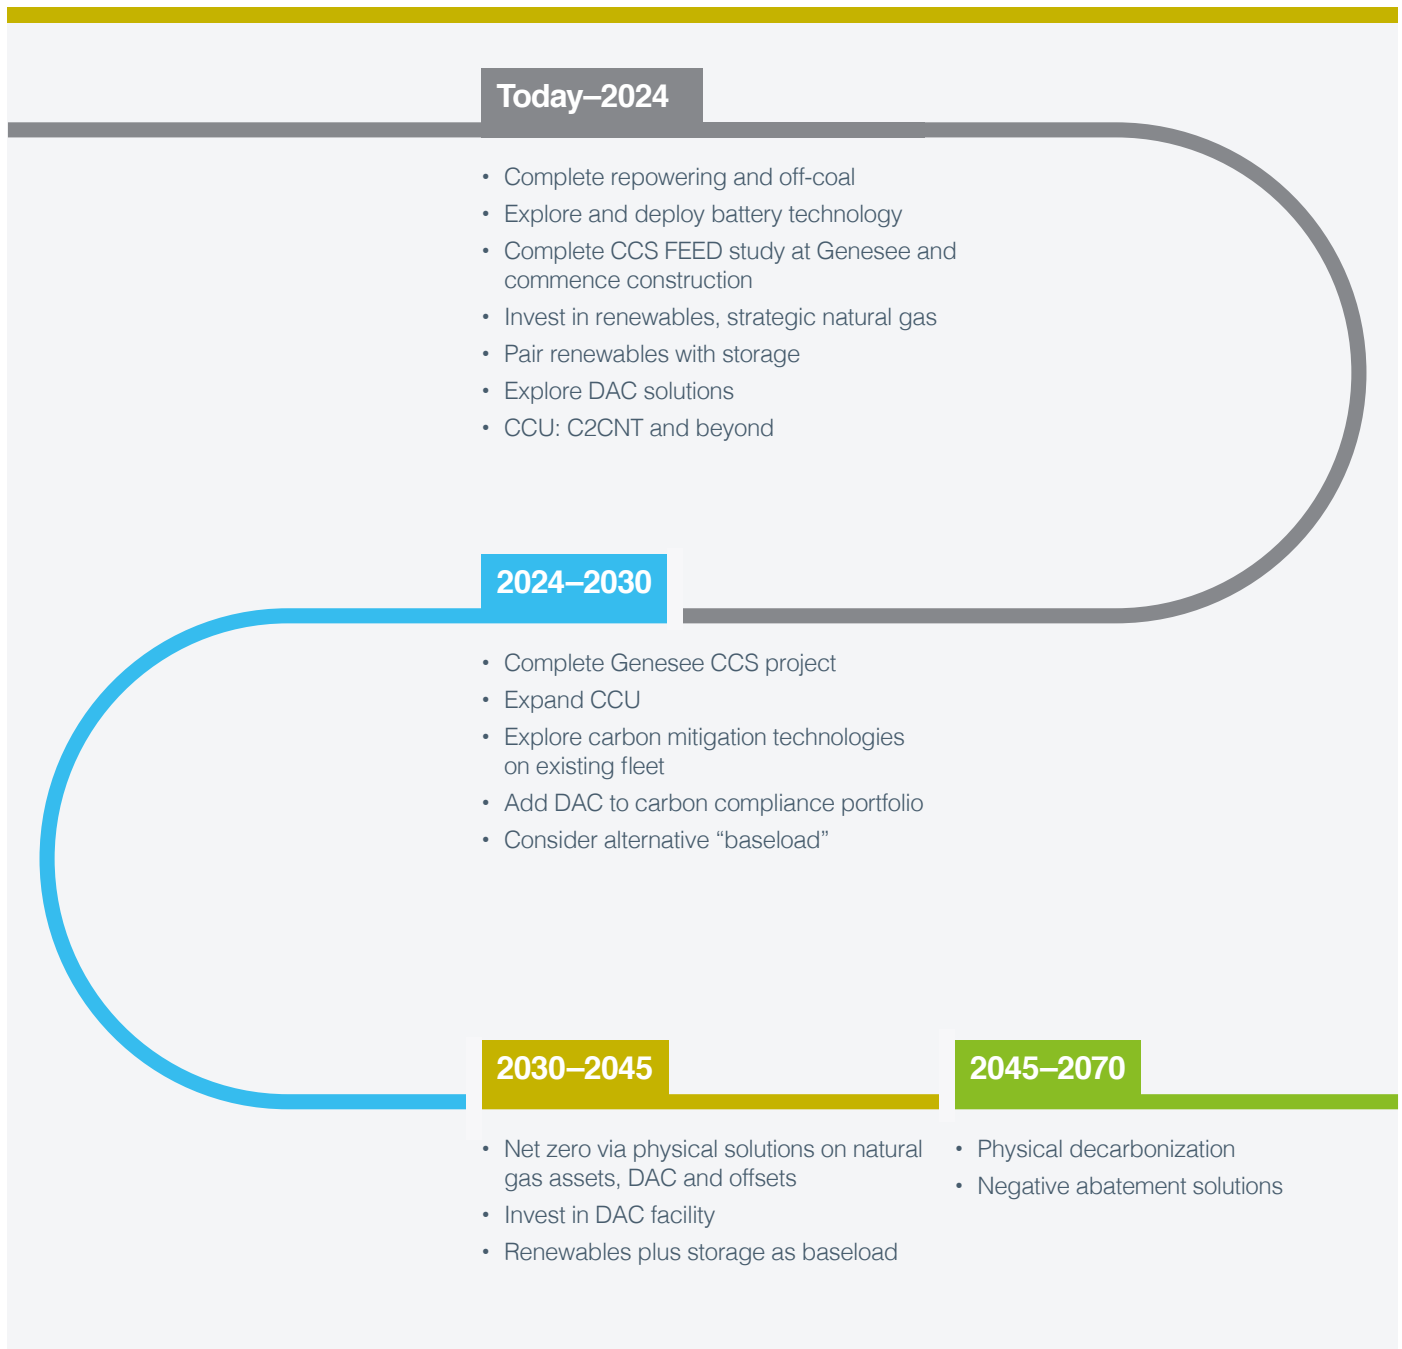 Today–2024
• Complete repowering and off-coal
• Explore and deploy battery technology
• Complete CCS FEED study at Genesee and
commence construction
• Invest in renewables, strategic natural gas
• Pair renewables with storage
• Explore DAC solutions
• CCU: C2CNT and beyond
2024–2030
• Complete Genesee CCS project
• Expand CCU
• Explore carbon mitigation technologies
on existing fleet
• Add DAC to carbon compliance portfolio
• Consider alternative “baseload”
2030–2045
• Net zero via physical solutions on natural
gas assets, DAC and offsets
• Invest in DAC facility
• Renewables plus storage as baseload
2045–2070
• Physical decarbonization
• Negative abatement solutions